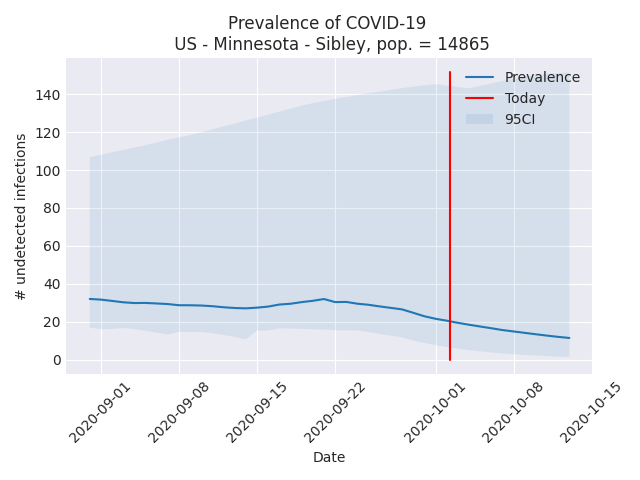 Prevalence of COVID-19
US - Minnesota - Sibley, pop. = 14865
Prevalence
Today
95CI
# undetected infections
140
120
100
80
60
40
20
0
2020-09-01
2020-09-08
2020-09-15
2020-09-22
2020-10-01
2020-10-08
2020-10-15
Date